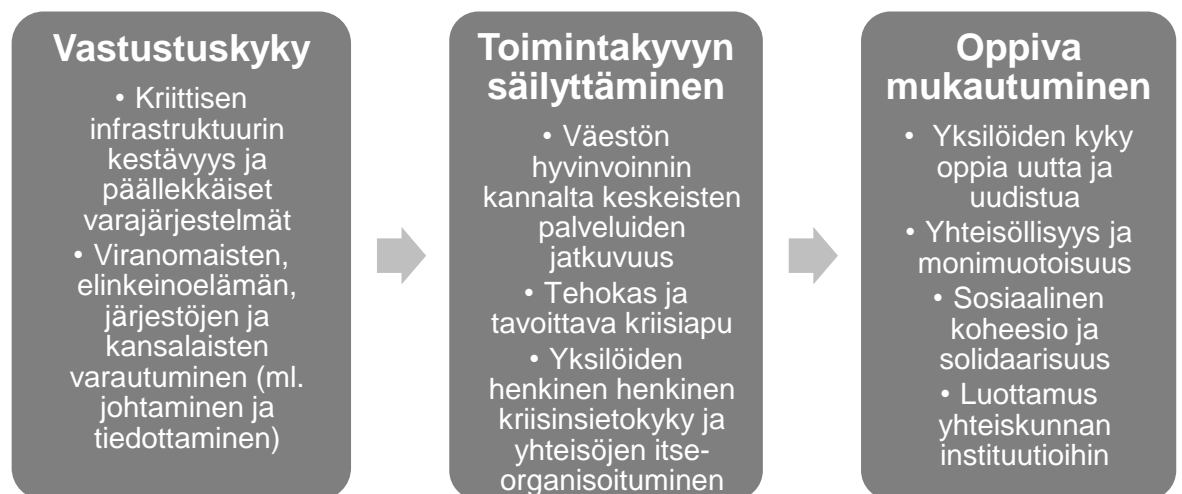 Vastustuskyky
• Kriittisen
infrastruktuurin
kestävyys ja
päällekkäiset
varajärjestelmät
• Viranomaisten,
elinkeinoelämän,
järjestöjen ja
kansalaisten
varautuminen (ml.
johtaminen ja
tiedottaminen)
Toimintakyvyn
säilyttäminen
• Väestön
hyvinvoinnin
kannalta keskeisten
palveluiden
jatkuvuus
• Tehokas ja
tavoittava kriisiapu
• Yksilöiden
henkinen henkinen
kriisinsietokyky ja
yhteisöjen itse-
organisoituminen
Oppiva
mukautuminen
• Yksilöiden kyky
oppia uutta ja
uudistua
• Yhteisöllisyys ja
monimuotoisuus
• Sosiaalinen
koheesio ja
solidaarisuus
• Luottamus
yhteiskunnan
instituutioihin